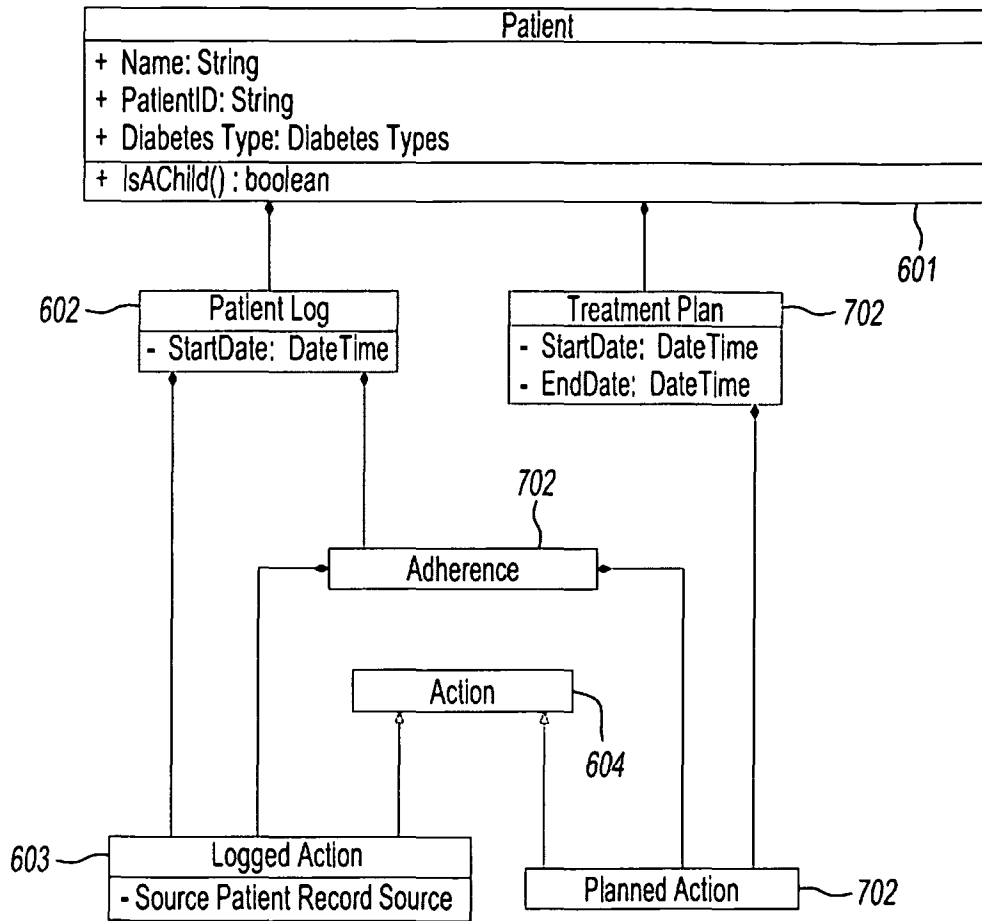 Patient
+ Name: String
+ PatientID: String
+ Diabetes Type: Diabetes Types
+ IsAChild() : boolean
601
602
Patient Log
- StartDate: DateTime
Treatment Plan
702
- StartDate: DateTime
- EndDate: DateTime
702
Adherence
Action
604
603
Logged Action
- Source Patient Record Source
Planned Action
702